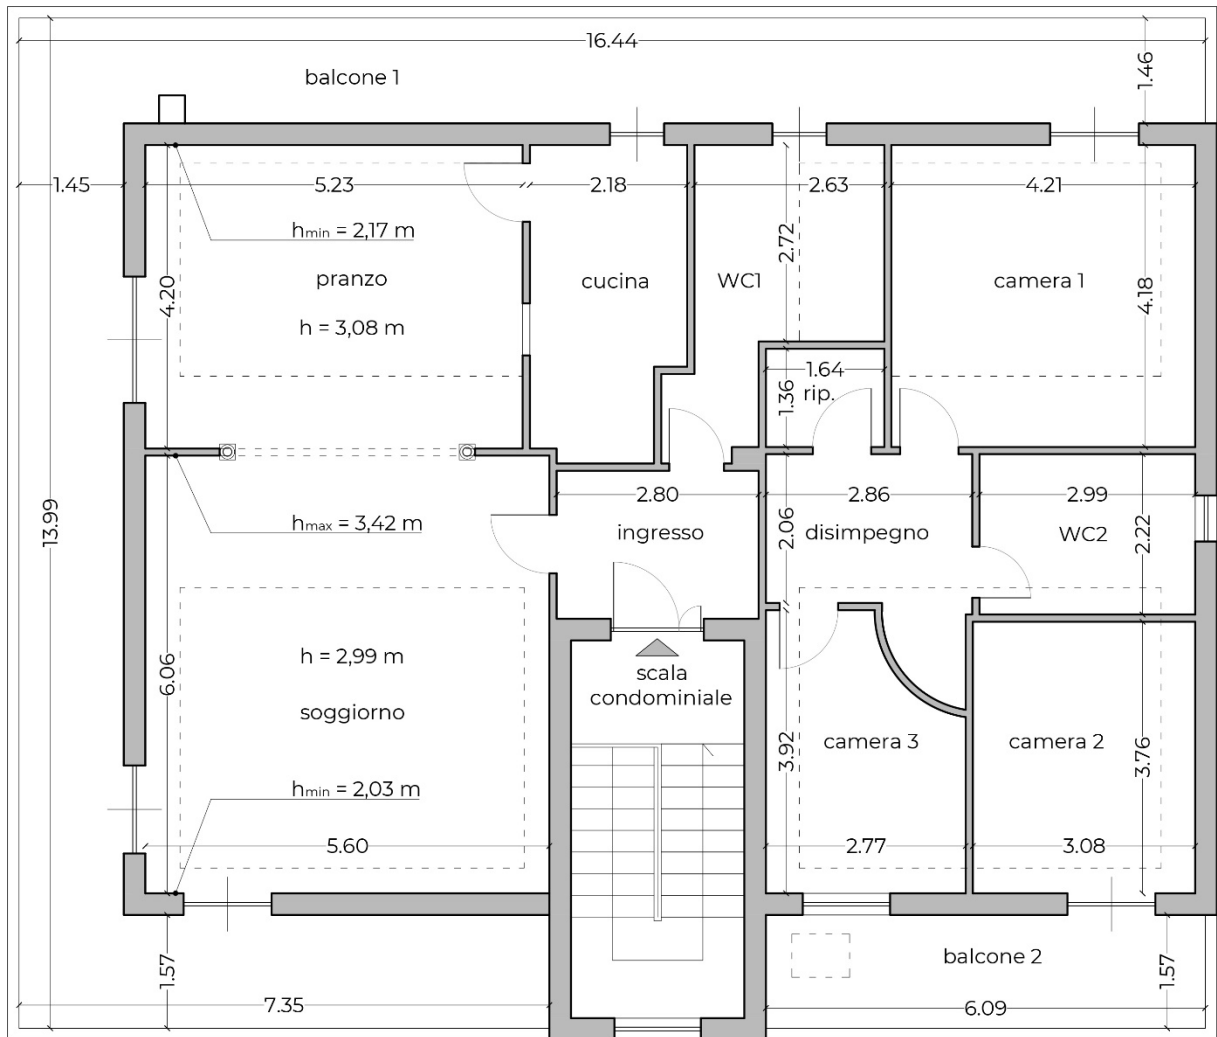 16.44
balcone 1
1.46
1.45
5.23
2.18
2.63
4.21
hmin = 2,17 m
2.72
4.20
pranzo
cucina
WC1
camera 1
4.18
h = 3,08 m
1.64
rip.
1.36
13.99
hmax = 3,42 m
2.80
2.86
2.99
ingresso
2.06
disimpegno
WC2
2.22
6.06
h = 2,99 m
scala
condominiale
soggiorno
camera 3
camera 2
3.92
3.76
hmin = 2,03 m
5.60
2.77
3.08
1.57
balcone 2
1.57
7.35
6.09